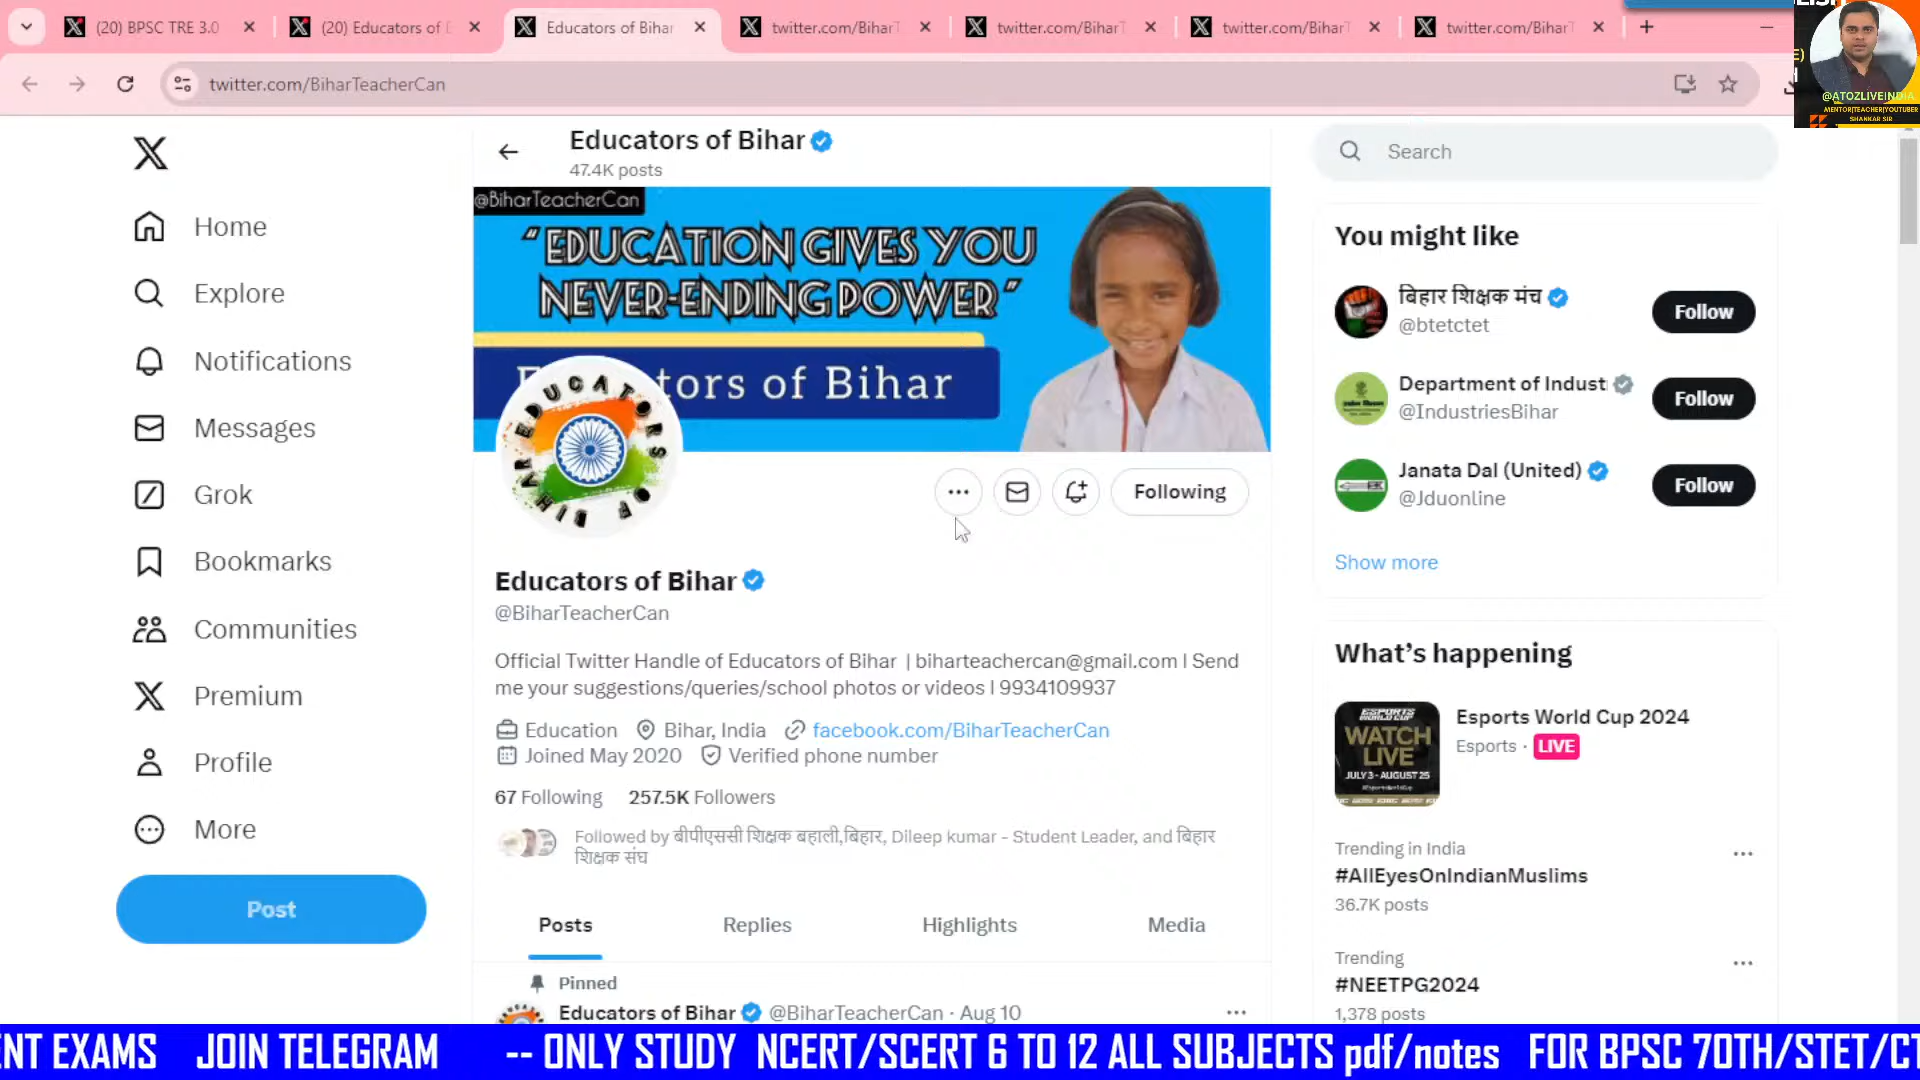 (20) BPSC TRE 3.0
(20) Educators of
Educators of Bihar
twitter.com/BiharT
twitter.com/BiharT
twitter.com/BiharT
twitter.com/BiharT
twitter.com/BiharTeacherCan
@ATOZLIVEINDIA
MENTOR|TEACHER|YOUTUBER
SHANKAR SIR
Home
Explore
Notifications
Messages
Grok
Bookmarks
Communities
Premium
Profile
More
Post
Educators of Bihar
47.4K posts
@BiharTeacherCan
“EDUCATION GIVES YOU
NEVER-ENDING POWER”
tors of Bihar
EDUCATORS OF BIHAR
Following
Educators of Bihar
@BiharTeacherCan
Official Twitter Handle of Educators of Bihar | biharteachercan@gmail.com I Send
me your suggestions/queries/school photos or videos I 9934109937
Education Bihar, India facebook.com/BiharTeacherCan
Joined May 2020 Verified phone number
67 Following 257.5K Followers
Followed by बीपीएससी शिक्षक बहाली,बिहार, Dileep kumar - Student Leader, and बिहार
शिक्षक संघ
Posts Replies Highlights Media
Pinned
Educators of Bihar @BiharTeacherCan · Aug 10
Search
You might like
बिहार शिक्षक मंच
@btetctet
Follow
Department of Indust
@IndustriesBihar
Follow
Janata Dal (United)
@Jduonline
Follow
Show more
What’s happening
ESPORTS
WORLD CUP
WATCH
LIVE
JULY 3 - AUGUST 25
Esports World Cup 2024
Esports · LIVE
Trending in India
#AllEyesOnIndianMuslims
36.7K posts
Trending
#NEETPG2024
1,378 posts
NT EXAMS JOIN TELEGRAM -- ONLY STUDY NCERT/SCERT 6 TO 12 ALL SUBJECTS pdf/notes FOR BPSC 70TH/STET/CT